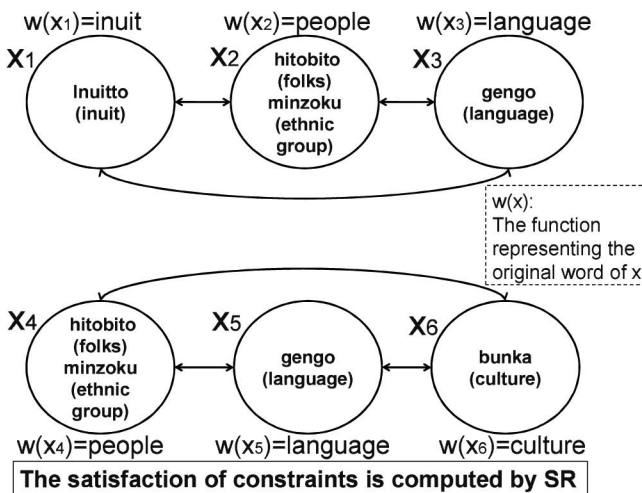 w(x₁)=inuit
w(x₂)=people
w(x₃)=language
X₁
X₂
X₃
Inuitto
(inuit)
hitobito
(folks)
minzoku
(ethnic
group)
gengo
(language)
w(x):
The function
representing the
original word of x
X₄
X₅
X₆
hitobito
(folks)
minzoku
(ethnic
group)
gengo
(language)
bunka
(culture)
w(x₄)=people
w(x₅)=language
w(x₆)=culture
The satisfaction of constraints is computed by SR